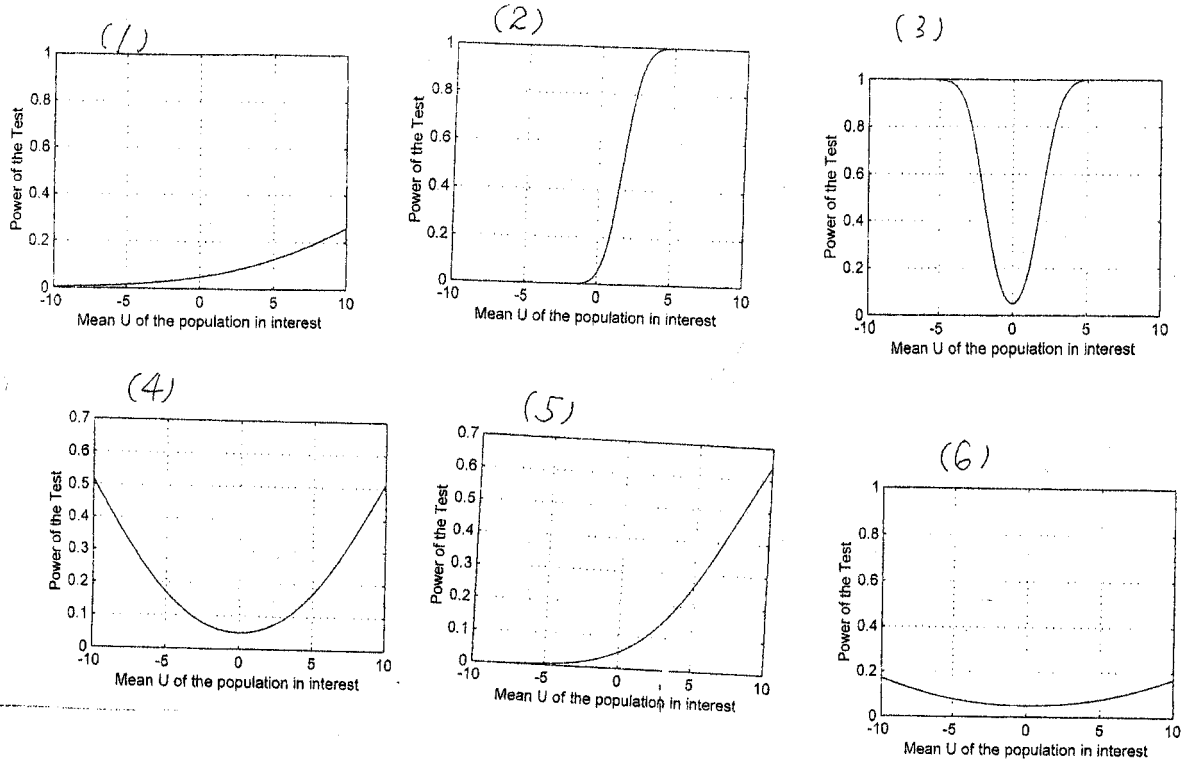 (1)
1
0.8
0.6
0.4
0.2
0
-10 -5 0 5 10
Power of the Test
Mean U of the population in interest
(2)
1
0.8
0.6
0.4
0.2
0
-10 -5 0 5 10
Power of the Test
Mean U of the population in interest
(3)
1
0.8
0.6
0.4
0.2
0
-10 -5 0 5 10
Power of the Test
Mean U of the population in interest
(4)
0.7
0.6
0.5
0.4
0.3
0.2
0.1
0
-10 -5 0 5 10
Power of the Test
Mean U of the population in interest
(5)
0.7
0.6
0.5
0.4
0.3
0.2
0.1
0
-10 -5 0 5 10
Power of the Test
Mean U of the population in interest
(6)
1
0.8
0.6
0.4
0.2
0
-10 -5 0 5 10
Power of the Test
Mean U of the population in interest